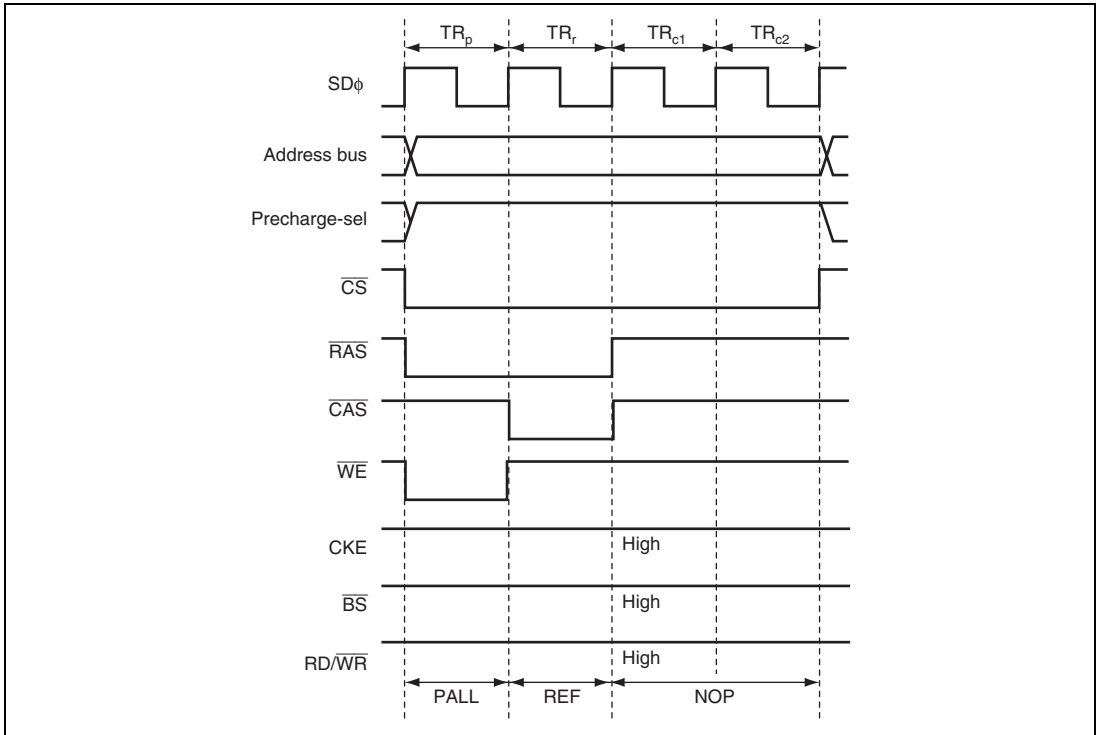 TRp TRr TRc1 TRc2
SDϕ
Address bus
Precharge-sel
CS
RAS
CAS
WE
CKE High
BS High
RD/WR High
PALL REF NOP